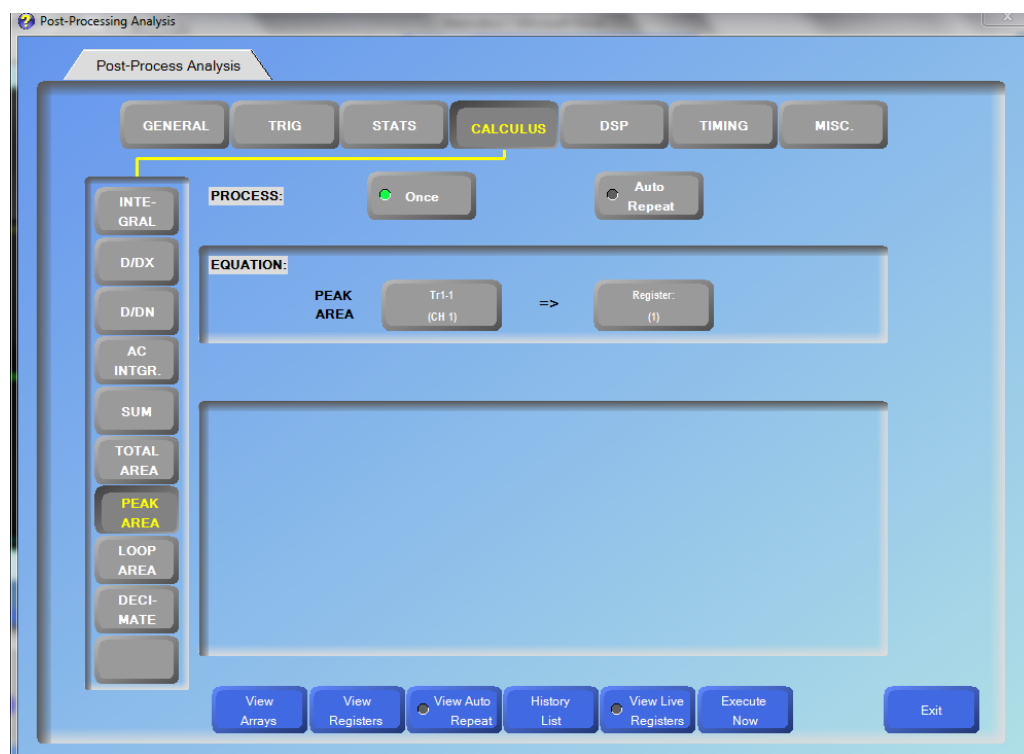 Post-Processing Analysis
Post-Process Analysis
GENERAL TRIG STATS CALCULUS DSP TIMING MISC.
PROCESS: Once Auto
Repeat
INTE-
GRAL
D/DX
D/DN
AC
INTGR.
SUM
TOTAL
AREA
PEAK
AREA
LOOP
AREA
DECI-
MATE
EQUATION:
PEAK
AREA
Tr1-1
(CH 1)
=>
Register:
(1)
View
Arrays
View
Registers
View Auto
Repeat
History
List
View Live
Registers
Execute
Now
Exit